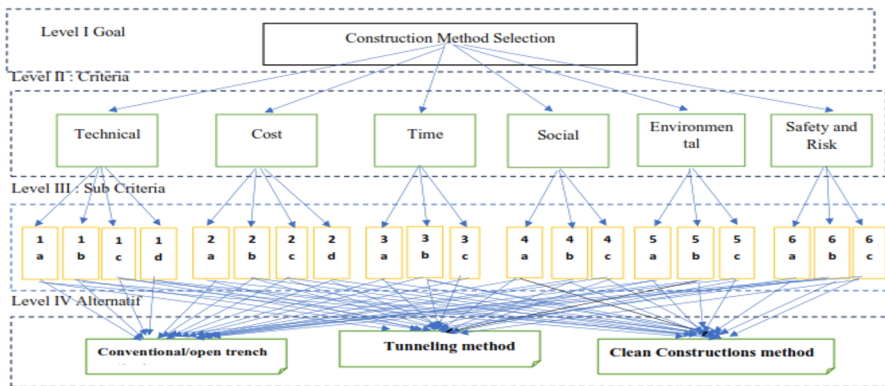 Level I Goal
Construction Method Selection
Level II : Criteria
Technical
Cost
Time
Social
Environmen
tal
Safety and
Risk
Level III : Sub Criteria
1
a
1
b
1
c
1
d
2
a
2
b
2
c
2
d
3
a
3
b
3
c
4
a
4
b
4
c
5
a
5
b
5
c
6
a
6
b
6
c
Level IV Alternatif
Conventional/open trench
Tunneling method
Clean Constructions method